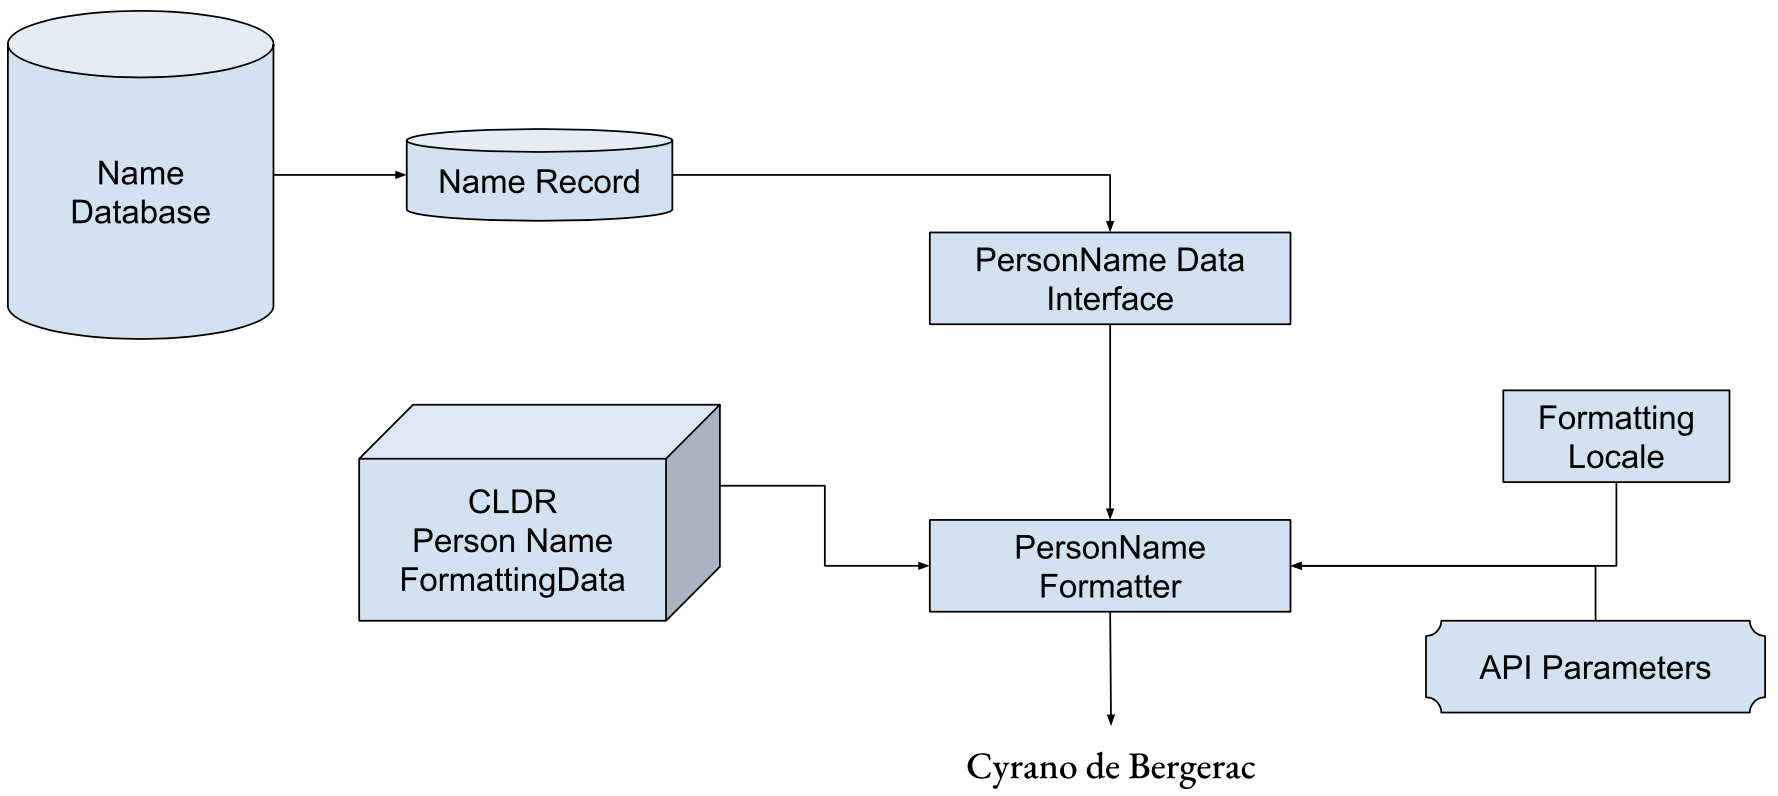 Name
Database
Name Record
PersonName Data
Interface
CLDR
Person Name
FormattingData
PersonName
Formatter
Formatting
Locale
API Parameters
Cyrano de Bergerac